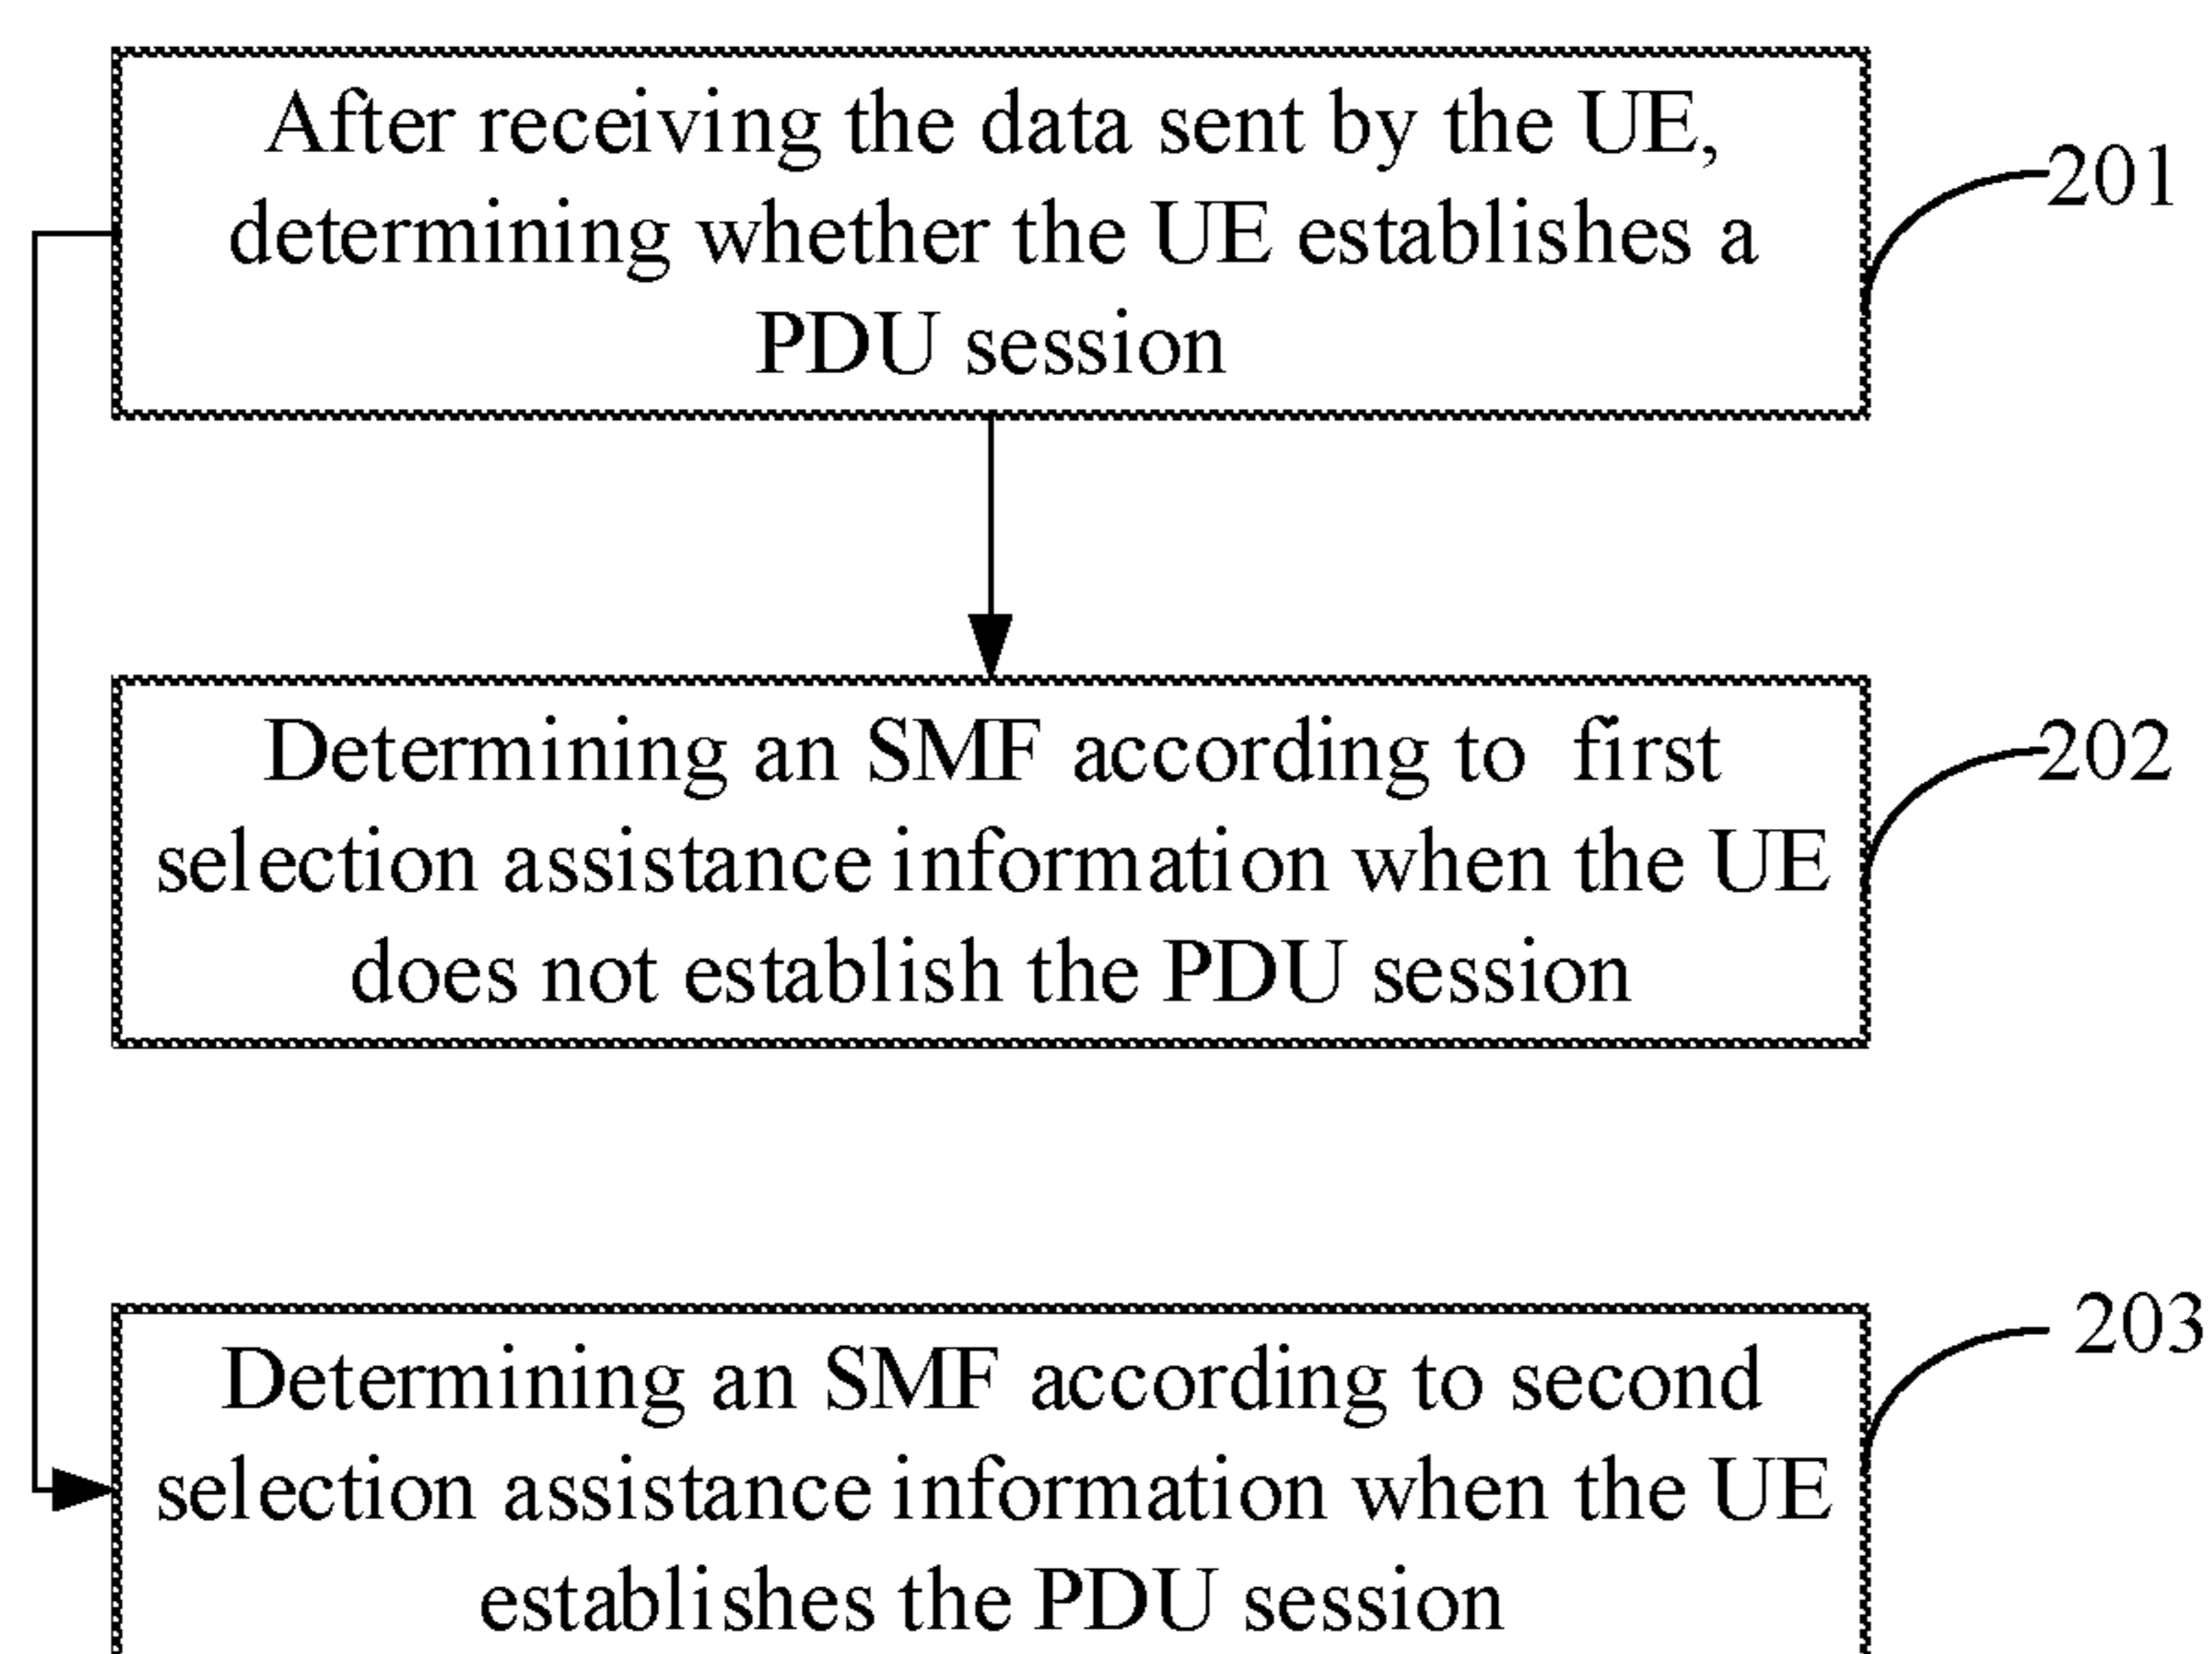 After receiving the data sent by the UE,
determining whether the UE establishes a
PDU session
201
Determining an SMF according to first
selection assistance information when the UE
does not establish the PDU session
202
Determining an SMF according to second
selection assistance information when the UE
establishes the PDU session
203